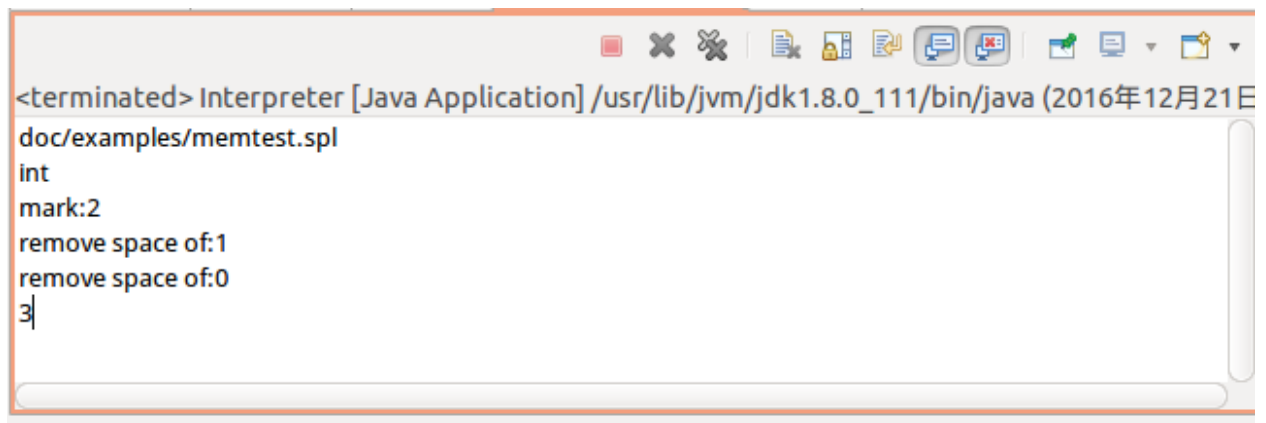 <terminated> Interpreter [Java Application] /usr/lib/jvm/jdk1.8.0_111/bin/java (2016年12月21日
doc/examples/memtest.spl
int
mark:2
remove space of:1
remove space of:0
3